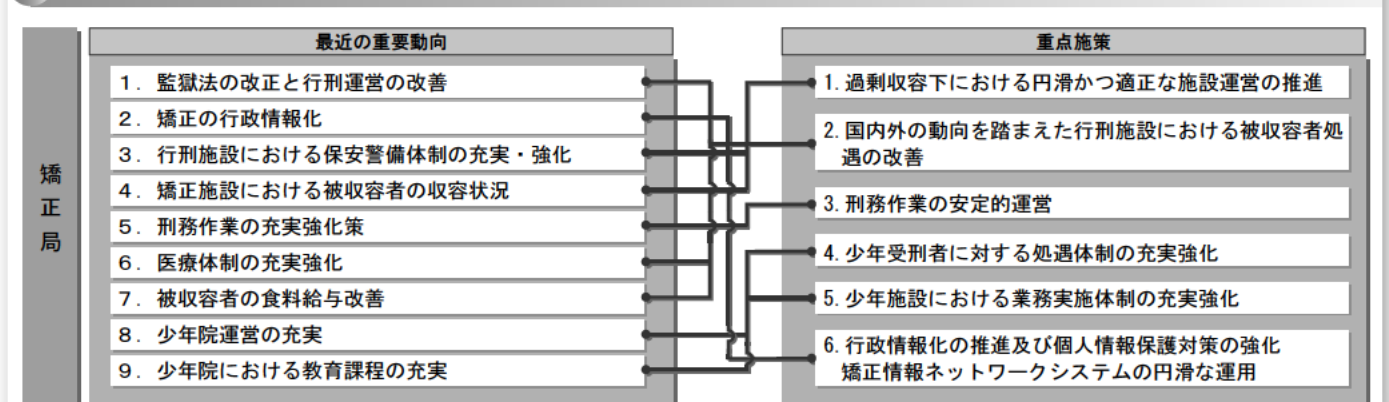 最近の重要動向
重点施策
矯正局
1. 監獄法の改正と行刑運営の改善
2. 矯正の行政情報化
3. 行刑施設における保安警備体制の充実・強化
4. 矯正施設における被収容者の収容状況
5. 刑務作業の充実強化策
6. 医療体制の充実強化
7. 被収容者の食料給与改善
8. 少年院運営の充実
9. 少年院における教育課程の充実
1. 過剰収容下における円滑かつ適正な施設運営の推進
2. 国内外の動向を踏まえた行刑施設における被収容者処
遇の改善
3. 刑務作業の安定的運営
4. 少年受刑者に対する処遇体制の充実強化
5. 少年施設における業務実施体制の充実強化
6. 行政情報化の推進及び個人情報保護対策の強化
矯正情報ネットワークシステムの円滑な運用